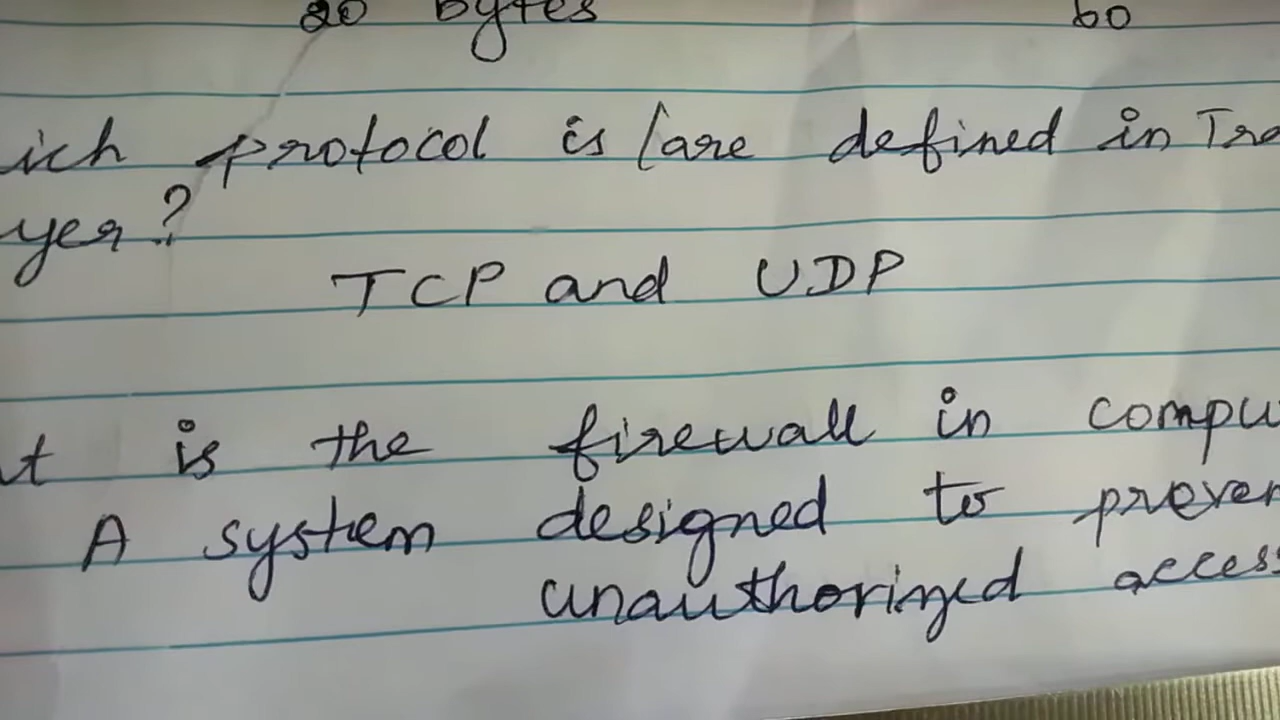 20 bytes 60
ich protocol is/are defined in Tra
yer?
TCP and UDP
t is the firewall in compu
A system designed to preven
unauthorized access